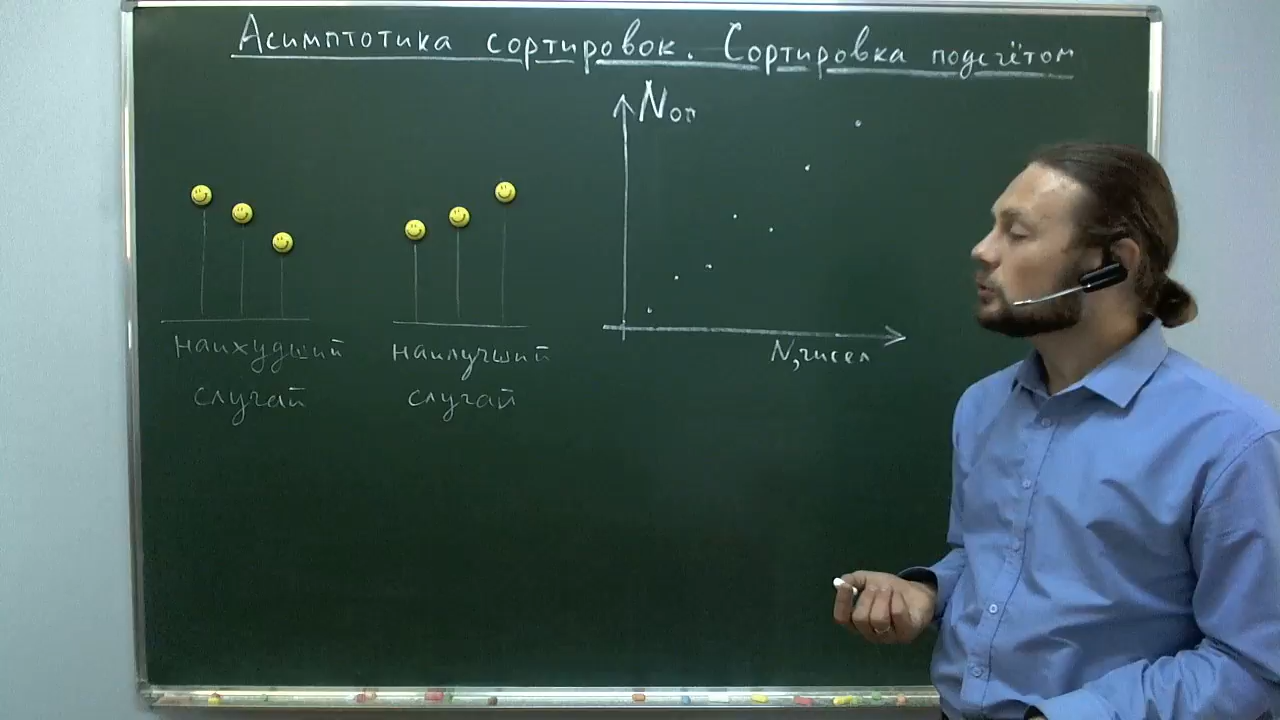 Асимптотика сортировок. Сортировка подсчётом
Nоп
наихудший
случай
наилучший
случай
N, чисел